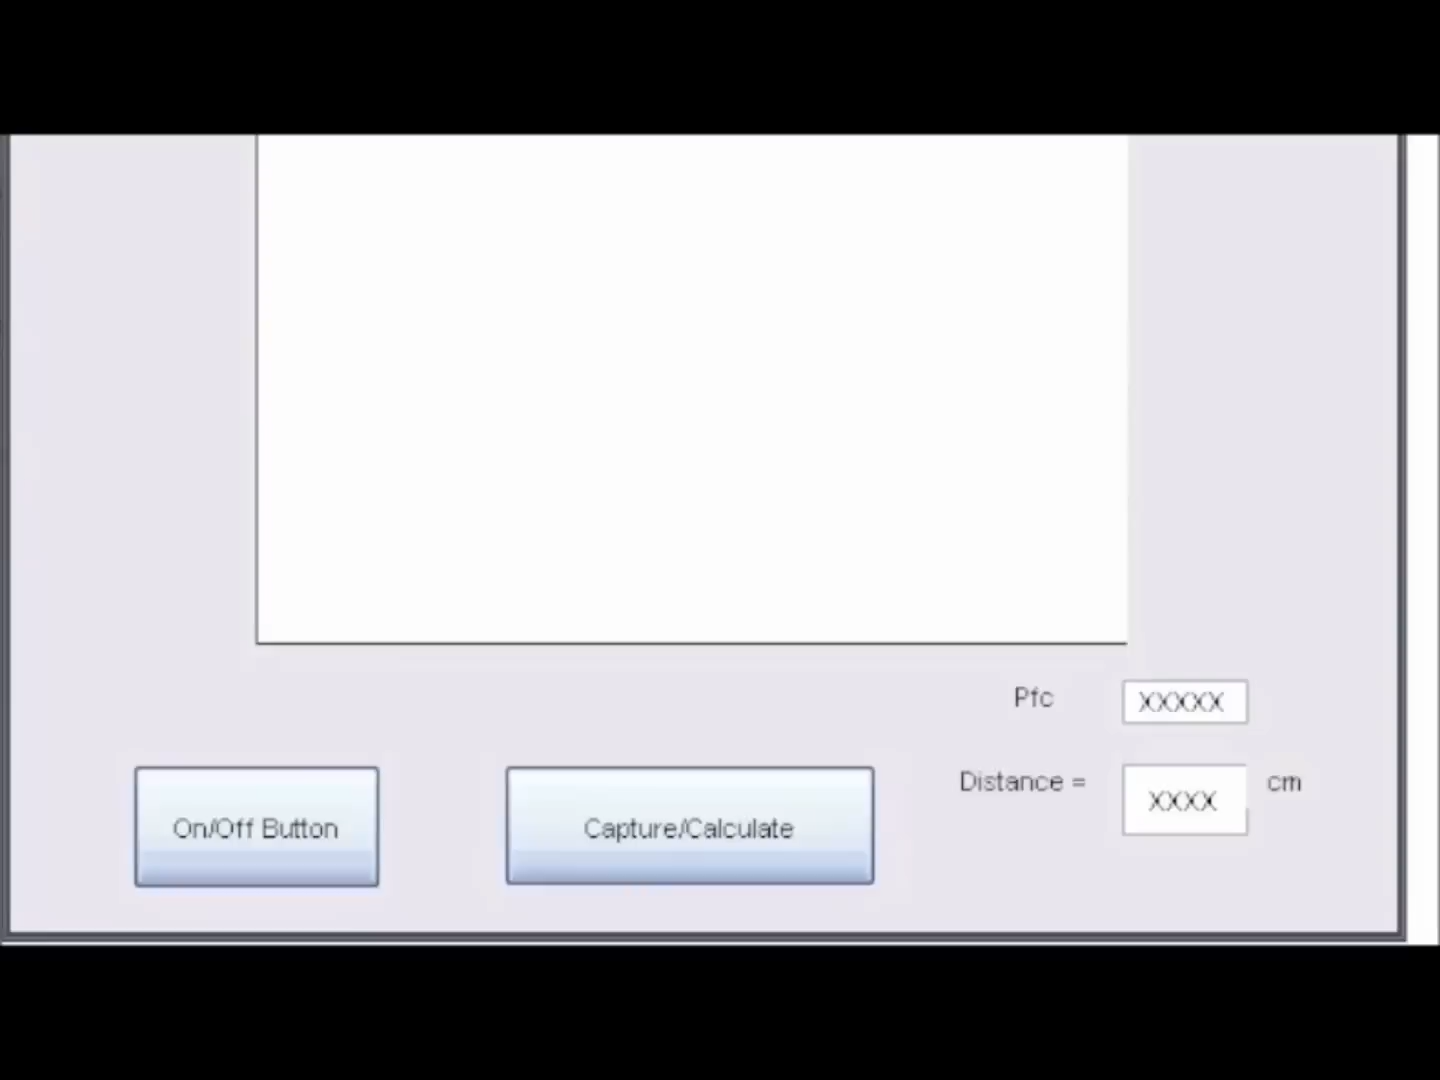 Pfc XXXXX
Distance = XXXX cm
On/Off Button
Capture/Calculate